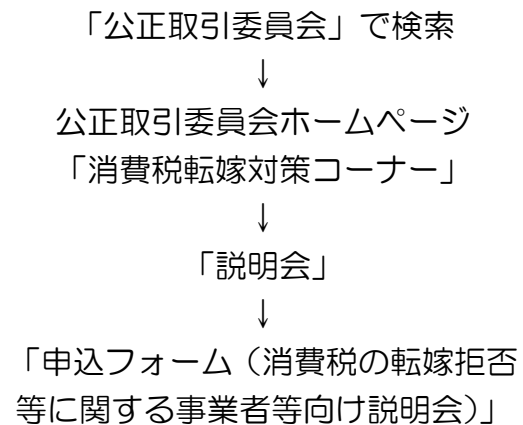 「公正取引委員会」で検索
↓
公正取引委員会ホームページ
「消費税転嫁対策コーナー」
↓
「説明会」
↓
「申込フォーム(消費税の転嫁拒否
等に関する事業者等向け説明会)」